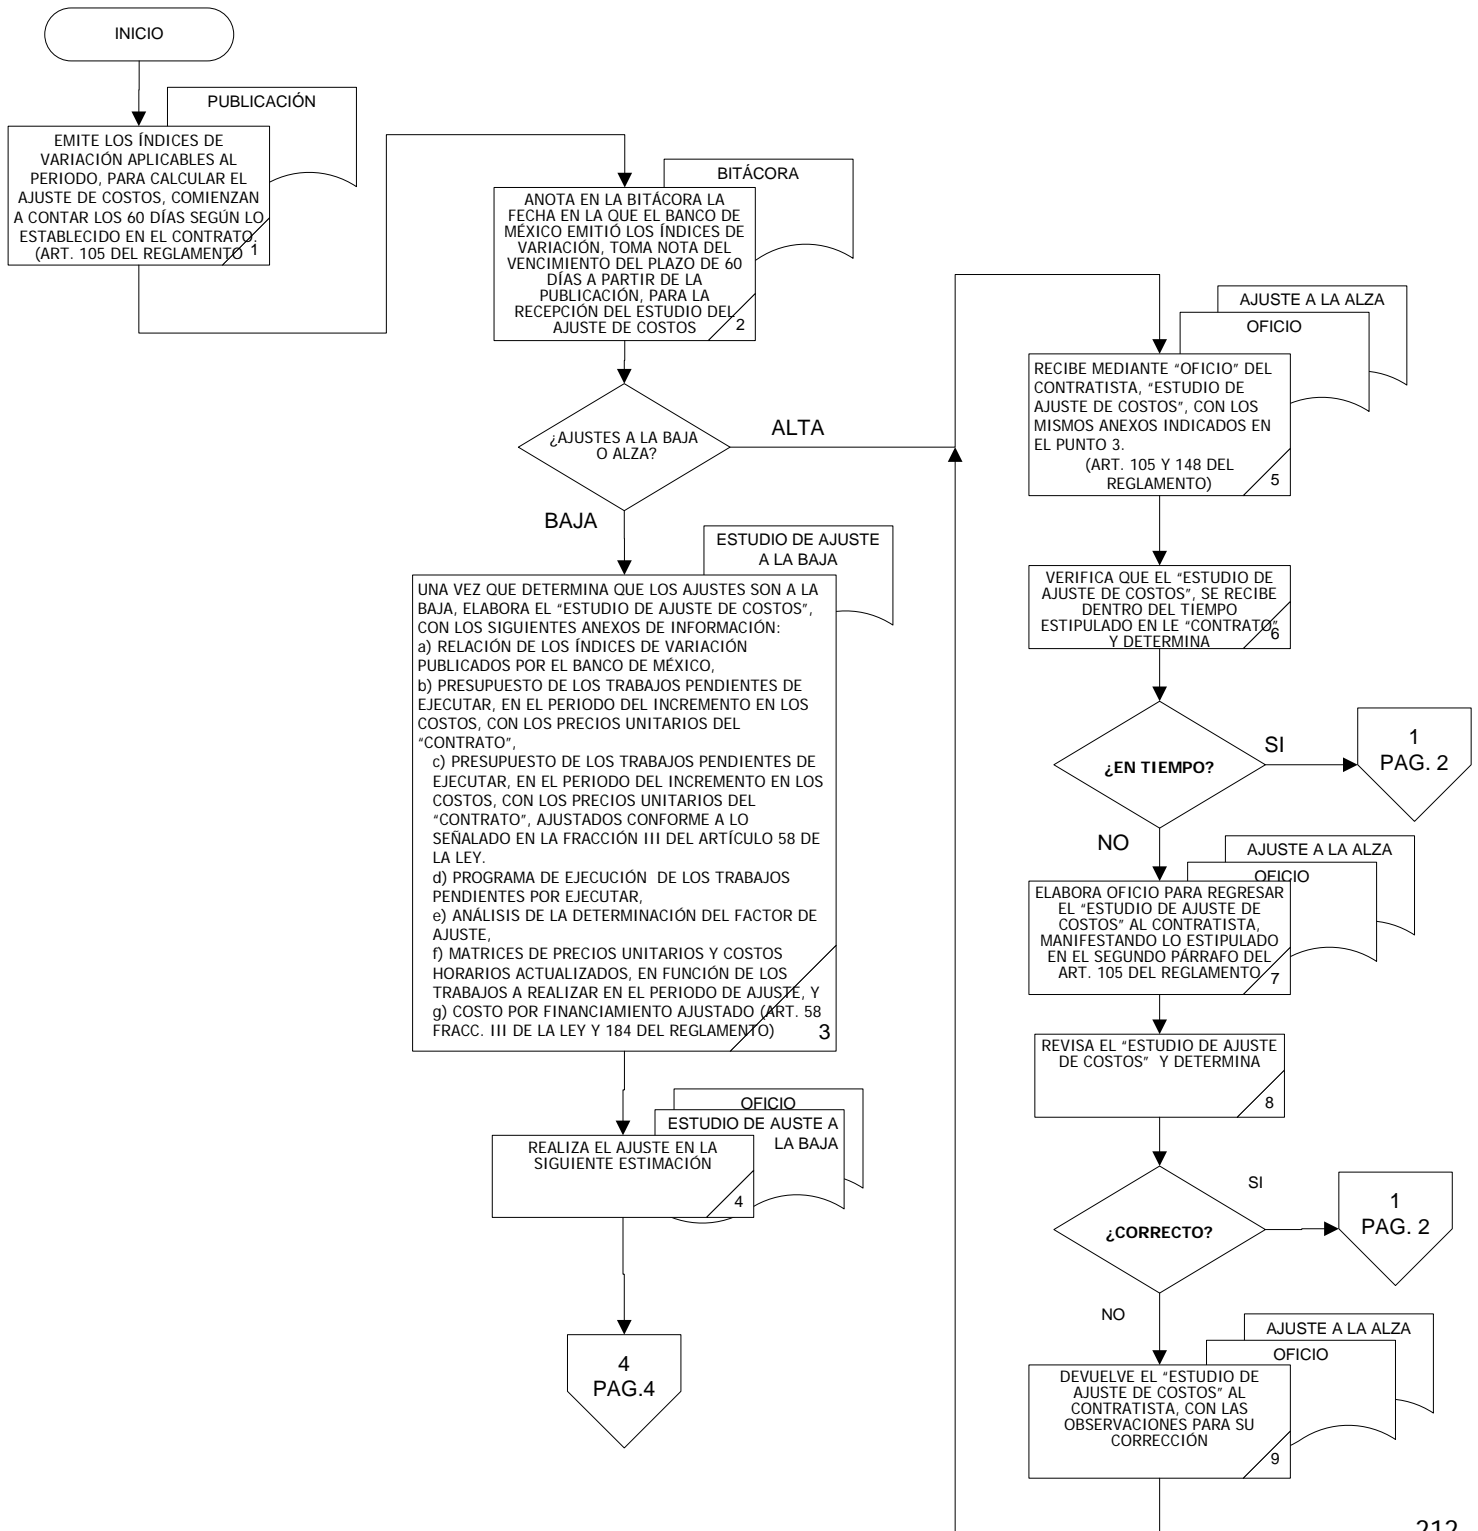 INICIO
PUBLICACIÓN
EMITE LOS ÍNDICES DE
VARIACIÓN APLICABLES AL
PERIODO, PARA CALCULAR EL
AJUSTE DE COSTOS, COMIENZAN
A CONTAR LOS 60 DÍAS SEGÚN LO
ESTABLECIDO EN EL CONTRATO.
(ART. 105 DEL REGLAMENTO
1
BITÁCORA
ANOTA EN LA BITÁCORA LA
FECHA EN LA QUE EL BANCO DE
MÉXICO EMITIÓ LOS ÍNDICES DE
VARIACIÓN, TOMA NOTA DEL
VENCIMIENTO DEL PLAZO DE 60
DÍAS A PARTIR DE LA
PUBLICACIÓN, PARA LA
RECEPCIÓN DEL ESTUDIO DEL
AJUSTE DE COSTOS
2
¿AJUSTES A LA BAJA
O ALZA?
ALTA
BAJA
ESTUDIO DE AJUSTE
A LA BAJA
UNA VEZ QUE DETERMINA QUE LOS AJUSTES SON A LA
BAJA, ELABORA EL "ESTUDIO DE AJUSTE DE COSTOS",
CON LOS SIGUIENTES ANEXOS DE INFORMACIÓN:
a) RELACIÓN DE LOS ÍNDICES DE VARIACIÓN
PUBLICADOS POR EL BANCO DE MÉXICO,
b) PRESUPUESTO DE LOS TRABAJOS PENDIENTES DE
EJECUTAR, EN EL PERIODO DEL INCREMENTO EN LOS
COSTOS, CON LOS PRECIOS UNITARIOS DEL
"CONTRATO",
c) PRESUPUESTO DE LOS TRABAJOS PENDIENTES DE
EJECUTAR, EN EL PERIODO DEL INCREMENTO EN LOS
COSTOS, CON LOS PRECIOS UNITARIOS DEL
"CONTRATO", AJUSTADOS CONFORME A LO
SEÑALADO EN LA FRACCIÓN III DEL ARTÍCULO 58 DE
LA LEY.
d) PROGRAMA DE EJECUCIÓN DE LOS TRABAJOS
PENDIENTES POR EJECUTAR,
e) ANÁLISIS DE LA DETERMINACIÓN DEL FACTOR DE
AJUSTE,
f) MATRICES DE PRECIOS UNITARIOS Y COSTOS
HORARIOS ACTUALIZADOS, EN FUNCIÓN DE LOS
TRABAJOS A REALIZAR EN EL PERIODO DE AJUSTE, Y
g) COSTO POR FINANCIAMIENTO AJUSTADO (ART. 58
FRACC. III DE LA LEY Y 184 DEL REGLAMENTO)
3
OFICIO
ESTUDIO DE AUSTE A
LA BAJA
REALIZA EL AJUSTE EN LA
SIGUIENTE ESTIMACIÓN
4
4
PAG.4
AJUSTE A LA ALZA
OFICIO
RECIBE MEDIANTE "OFICIO" DEL
CONTRATISTA, "ESTUDIO DE
AJUSTE DE COSTOS", CON LOS
MISMOS ANEXOS INDICADOS EN
EL PUNTO 3.
(ART. 105 Y 148 DEL
REGLAMENTO)
5
VERIFICA QUE EL "ESTUDIO DE
AJUSTE DE COSTOS", SE RECIBE
DENTRO DEL TIEMPO
ESTIPULADO EN LE "CONTRATO"
Y DETERMINA
6
¿EN TIEMPO?
SI
1
PAG. 2
NO
AJUSTE A LA ALZA
OFICIO
ELABORA OFICIO PARA REGRESAR
EL "ESTUDIO DE AJUSTE DE
COSTOS" AL CONTRATISTA,
MANIFESTANDO LO ESTIPULADO
EN EL SEGUNDO PÁRRAFO DEL
ART. 105 DEL REGLAMENTO
7
REVISA EL "ESTUDIO DE AJUSTE
DE COSTOS" Y DETERMINA
8
¿CORRECTO?
SI
1
PAG. 2
NO
AJUSTE A LA ALZA
OFICIO
DEVUELVE EL "ESTUDIO DE
AJUSTE DE COSTOS" AL
CONTRATISTA, CON LAS
OBSERVACIONES PARA SU
CORRECCIÓN
9
212